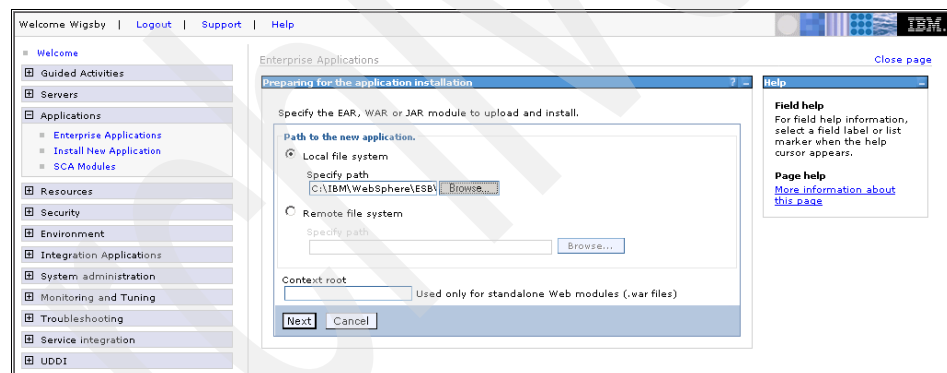 Welcome Wigsby | Logout | Support | Help
IBM.
Welcome
Guided Activities
Servers
Applications
Enterprise Applications
Install New Application
SCA Modules
Resources
Security
Environment
Integration Applications
System administration
Monitoring and Tuning
Troubleshooting
Service integration
UDDI
Enterprise Applications
Close page
Preparing for the application installation ? –
Specify the EAR, WAR or JAR module to upload and install.
Path to the new application.
Local file system
Specify path
C:\IBM\WebSphere\ESB\ Browse...
Remote file system
Specify path
Browse...
Context root
Used only for standalone Web modules (.war files)
Next Cancel
Help –
Field help
For field help information,
select a field label or list
marker when the help
cursor appears.
Page help
More information about
this page